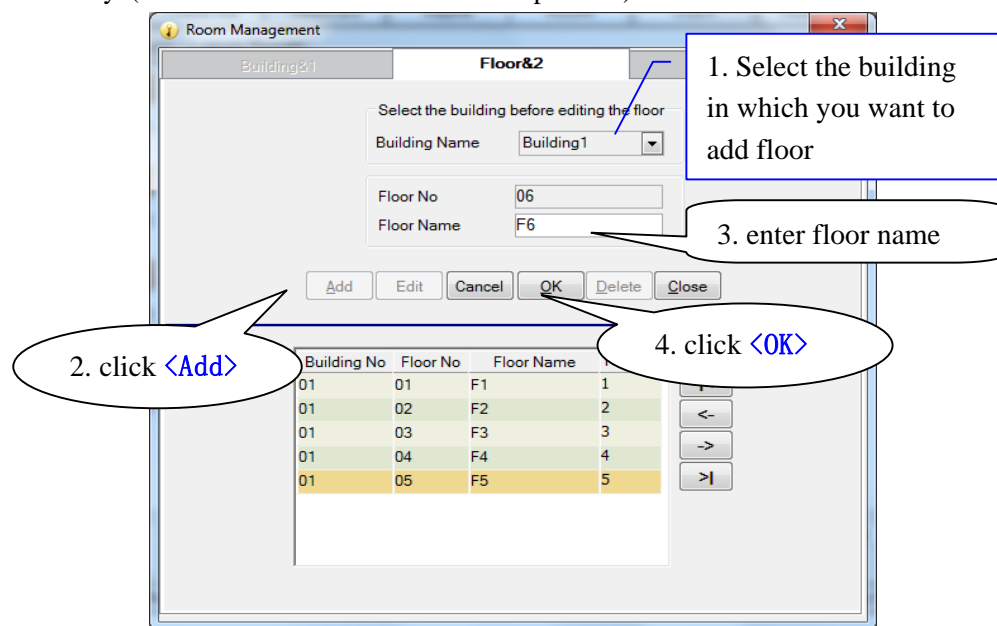 Room Management
x
Building&1 Floor&2
1. Select the building
in which you want to
add floor
Select the building before editing the floor
Building Name Building1
Floor No 06
Floor Name F6
3. enter floor name
Add Edit Cancel OK Delete Close
2. click <Add>
4. click <OK>
Building No Floor No Floor Name
01 01 F1 1
01 02 F2 2
01 03 F3 3
01 04 F4 4
01 05 F5 5
<-
->
>|